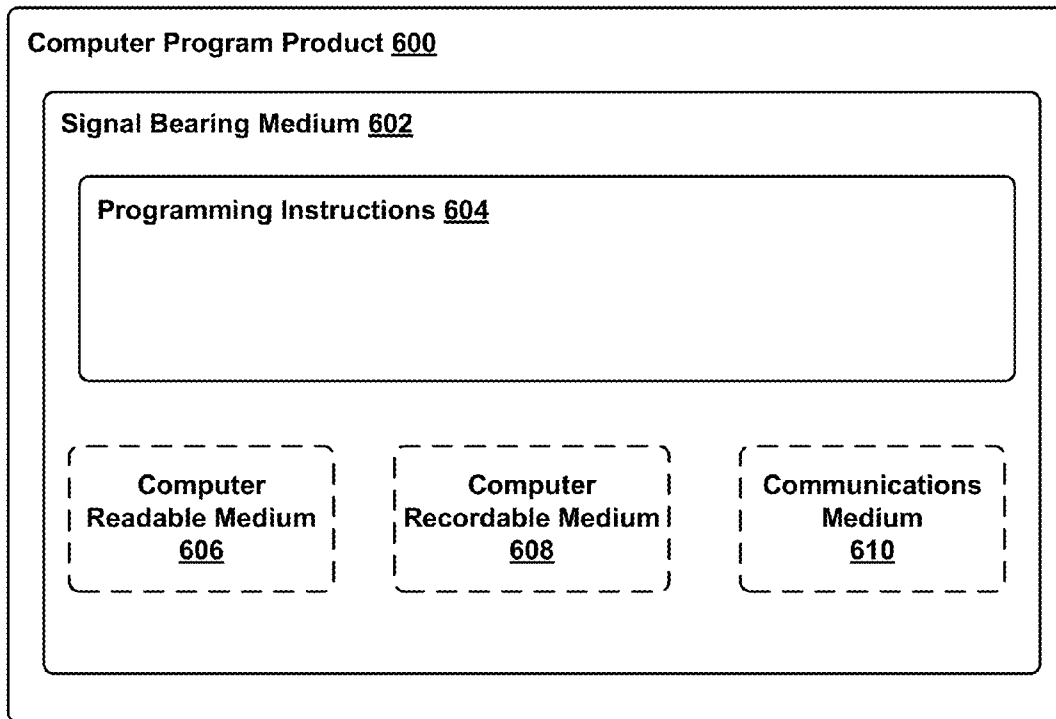 Computer Program Product 600
Signal Bearing Medium 602
Programming Instructions 604
Computer
Readable Medium
606
Computer
Recordable Medium
608
Communications
Medium
610